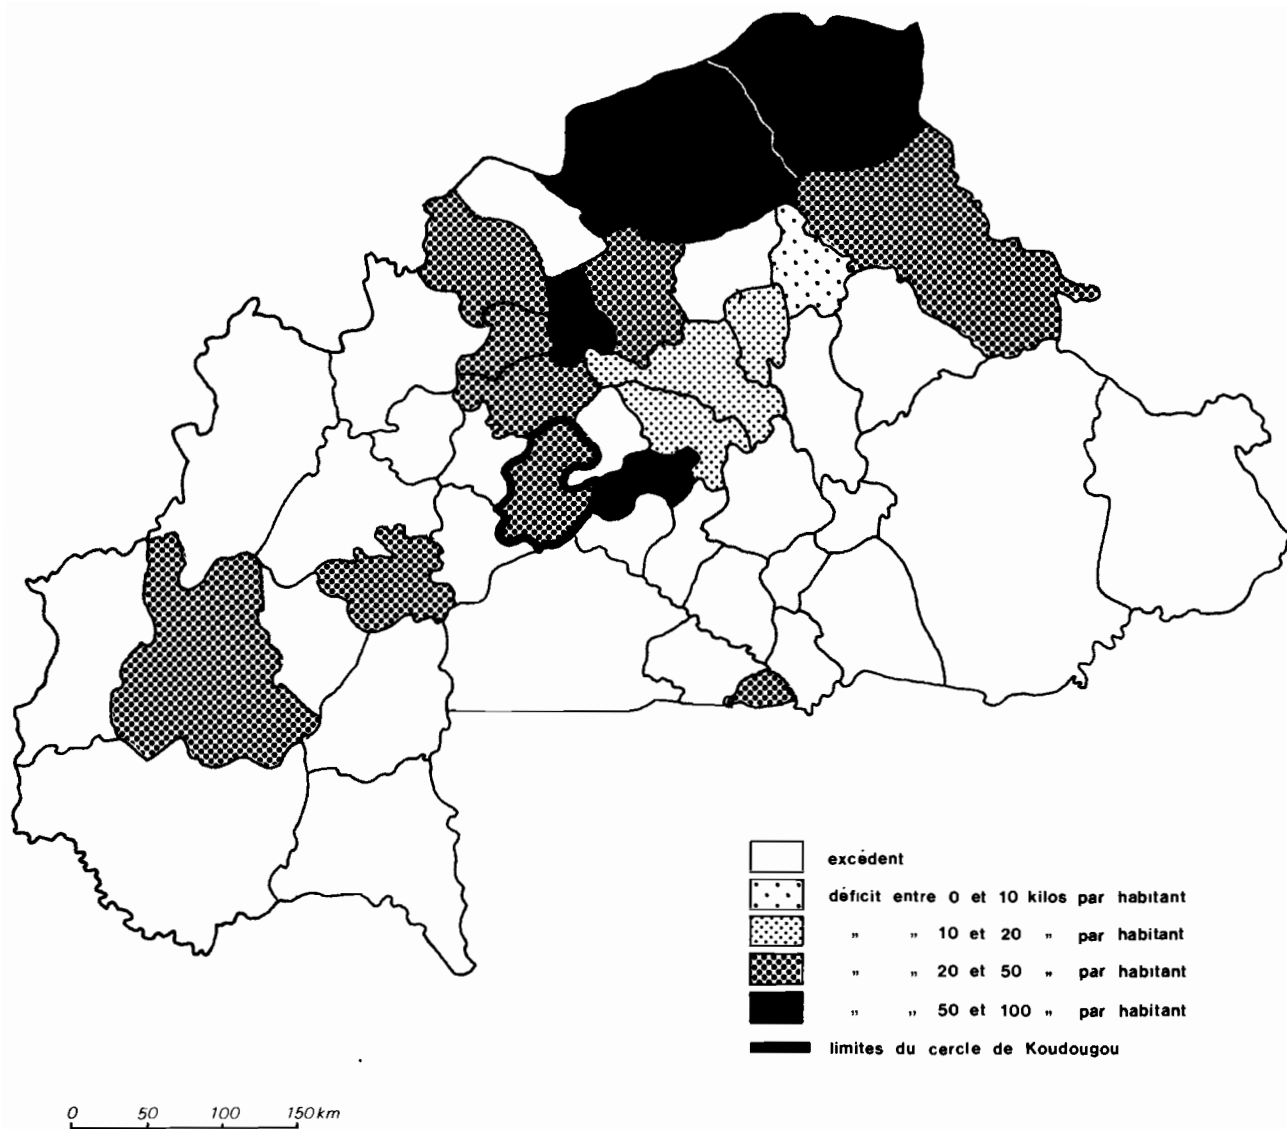 excédent
déficit entre 0 et 10 kilos par habitant
„ „ 10 et 20 „ par habitant
„ „ 20 et 50 „ par habitant
„ „ 50 et 100 „ par habitant
limites du cercle de Koudougou
0 50 100 150 km